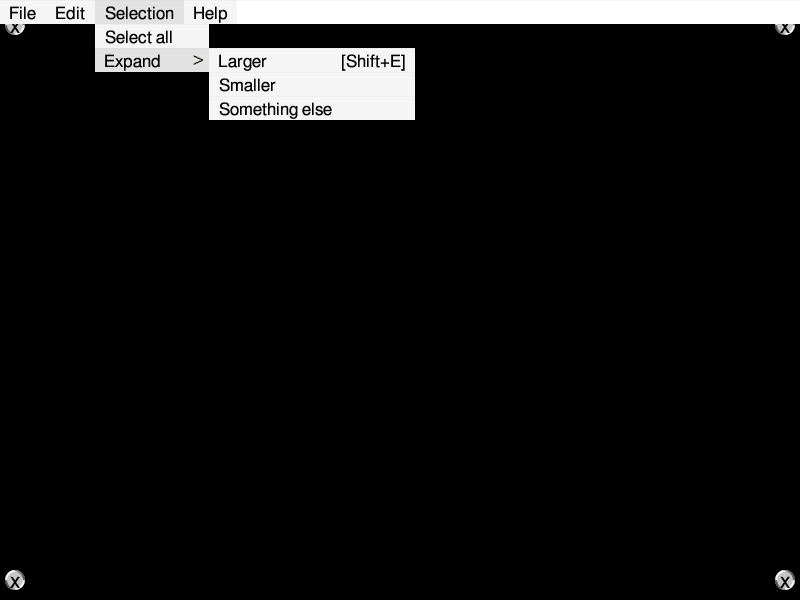 File Edit Selection Help
X X
Select all
Expand > Larger [Shift+E]
Smaller
Something else
X X